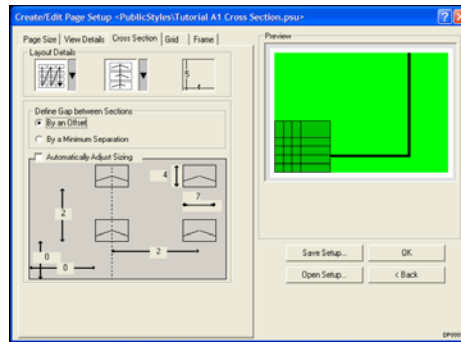 Create/Edit Page Setup <PublicStyles\Tutorial A1 Cross Section.psu>
Page Size
View Details
Cross Section
Grid
Frame
Layout Details
5
4
Define Gap between Sections
By an Offset
By a Minimum Separation
Automatically Adjust Sizing
4
7
2
2
0
0
Preview
Save Setup...
OK
Open Setup...
< Back